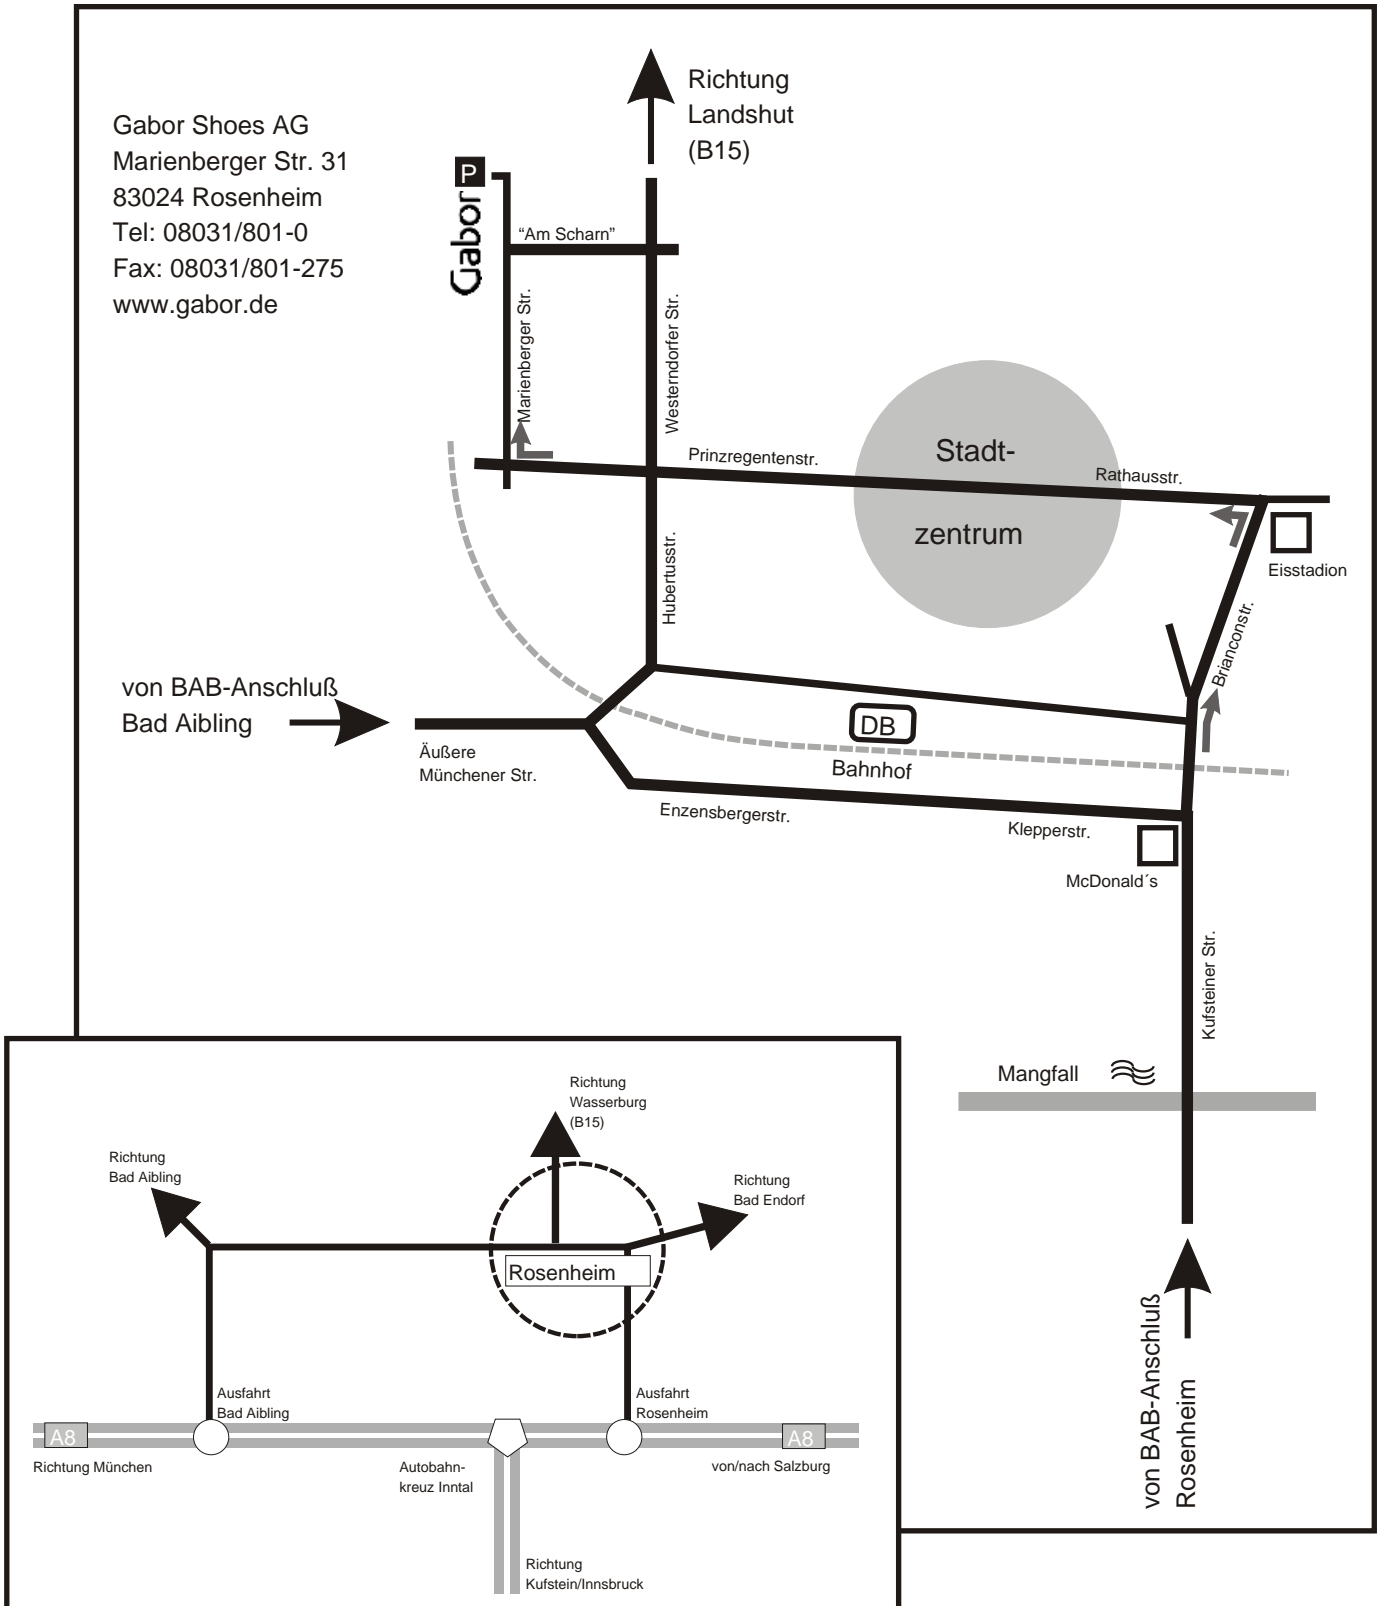 Richtung
Landshut
(B15)
Gabor Shoes AG
Marienberger Str. 31
83024 Rosenheim
Tel: 08031/801-0
Fax: 08031/801-275
www.gabor.de
P
Gabor
“Am Scharn”
Marienberger Str.
Westerndorfer Str.
Prinzregentenstr.
Stadt-
zentrum
Rathausstr.
Eisstadion
Hubertusstr.
Brianconstr.
von BAB-Anschluß
Bad Aibling
Äußere
Münchener Str.
DB
Bahnhof
Enzensbergerstr.
Klepperstr.
McDonald´s
Kufsteiner Str.
Mangfall
von BAB-Anschluß
Rosenheim
Richtung
Wasserburg
(B15)
Richtung
Bad Aibling
Richtung
Bad Endorf
Rosenheim
Ausfahrt
Bad Aibling
Ausfahrt
Rosenheim
A8
A8
Richtung München
Autobahn-
kreuz Inntal
von/nach Salzburg
Richtung
Kufstein/Innsbruck